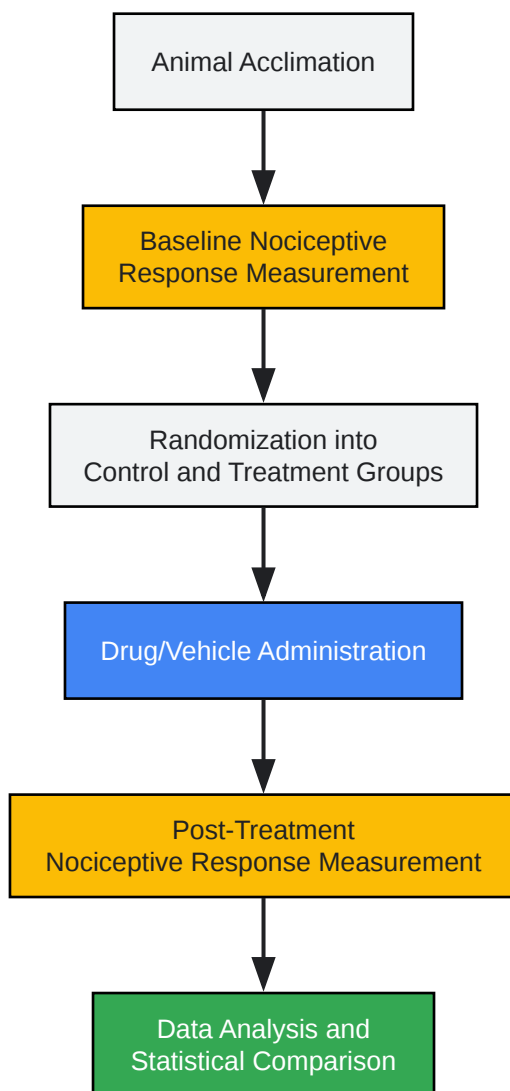 Animal Acclimation
Baseline Nociceptive
Response Measurement
Randomization into
Control and Treatment Groups
Drug/Vehicle Administration
Post-Treatment
Nociceptive Response Measurement
Data Analysis and
Statistical Comparison